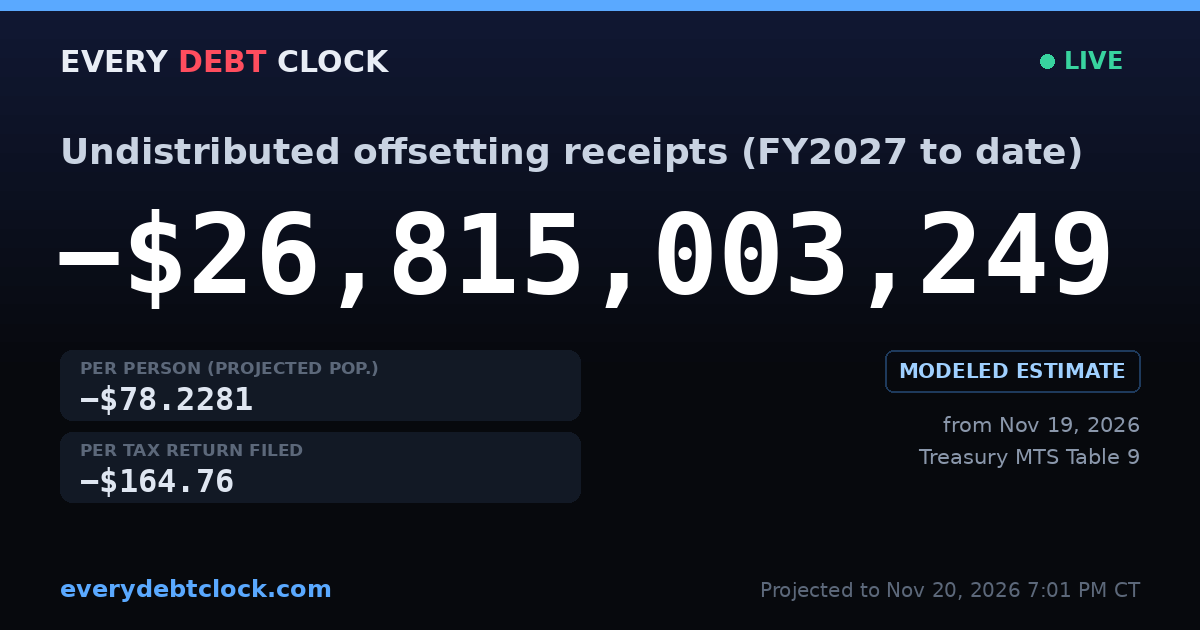 EVERY DEBT CLOCK
LIVE
Undistributed offsetting receipts (FY2027 to date)
−$26,815,003,249
PER PERSON (PROJECTED POP.)
−$78.2281
PER TAX RETURN FILED
−$164.76
MODELED ESTIMATE
from Nov 19, 2026
Treasury MTS Table 9
everydebtclock.com
Projected to Nov 20, 2026 7:01 PM CT